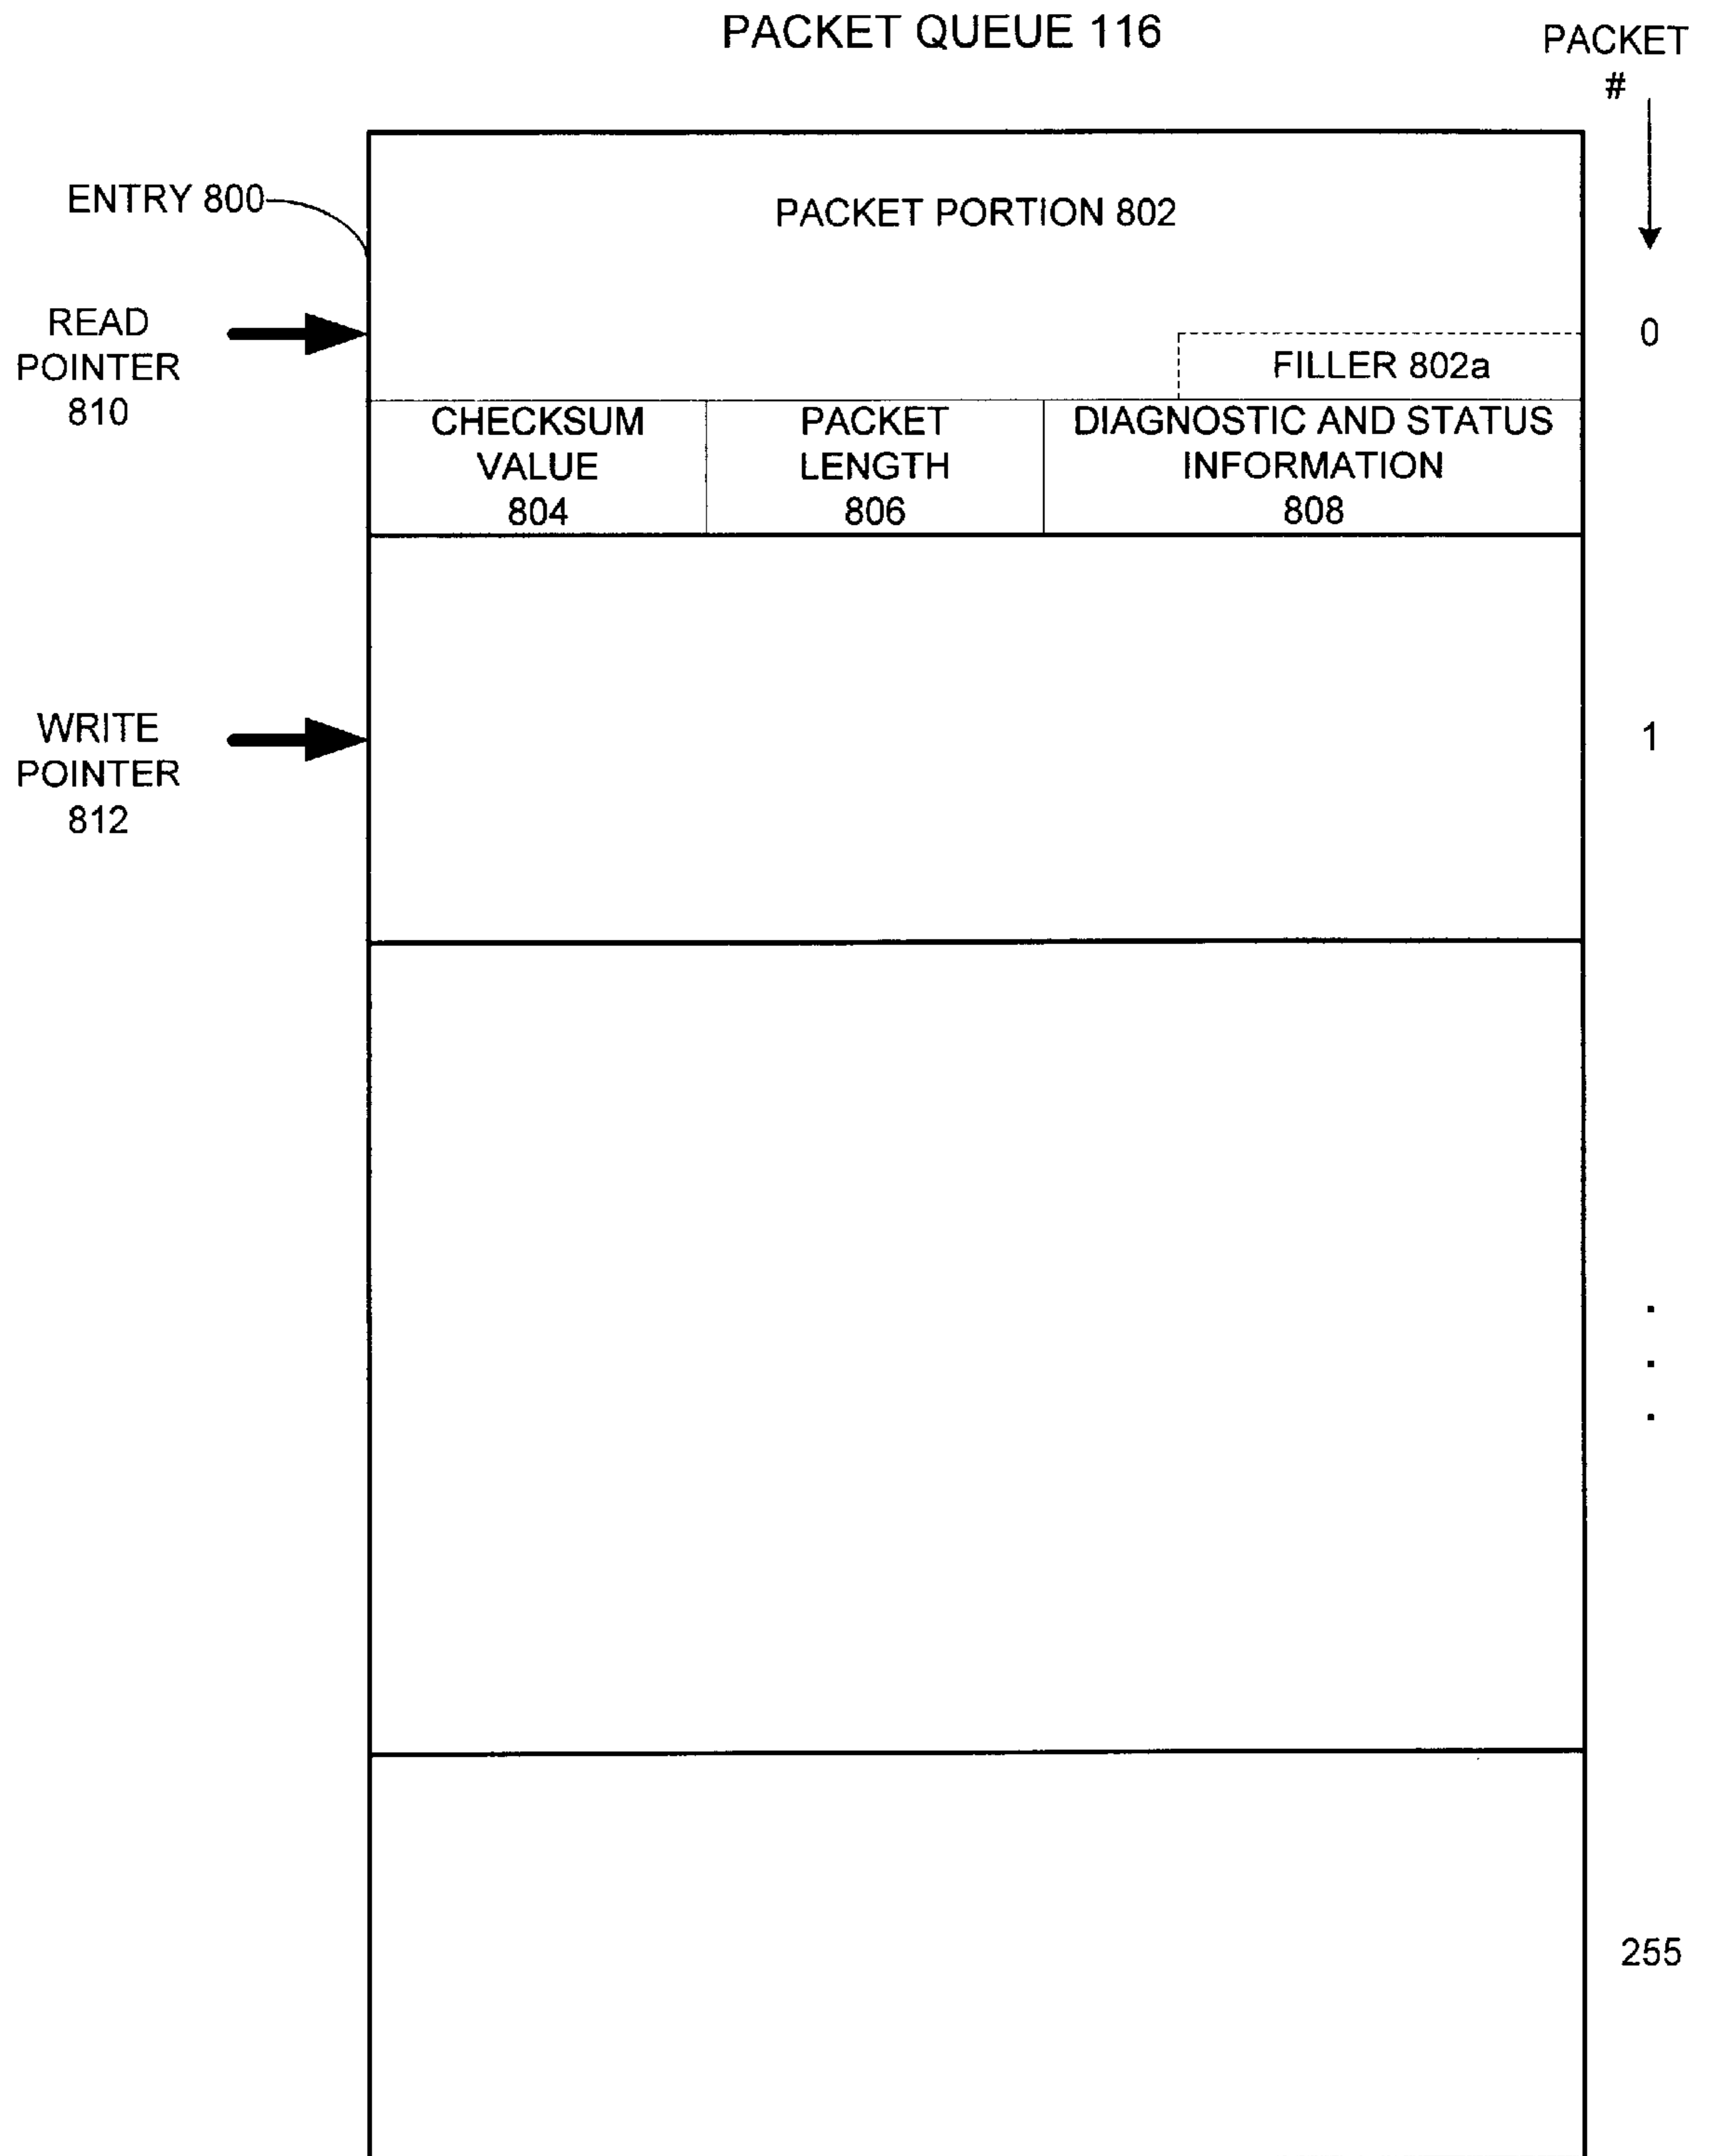 PACKET QUEUE 116
PACKET
#
ENTRY 800
PACKET PORTION 802
READ
POINTER
810
0
FILLER 802a
CHECKSUM
VALUE
804
PACKET
LENGTH
806
DIAGNOSTIC AND STATUS
INFORMATION
808
WRITE
POINTER
812
1
.
.
.
255